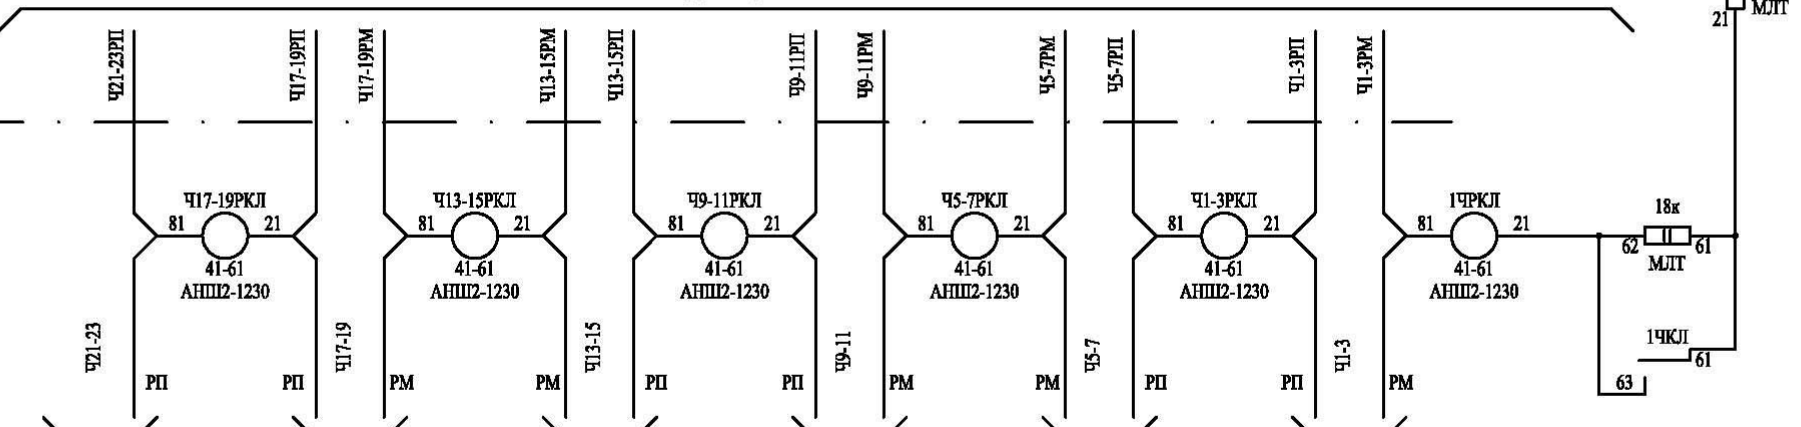 21
МЛТ
Ч21-23РП
Ч17-19РП
Ч17-19РМ
Ч13-15РМ
Ч13-15РП
Ч9-11РП
Ч9-11РМ
Ч5-7РМ
Ч5-7РП
Ч1-3РП
Ч1-3РМ
Ч17-19РКЛ
81
21
41-61
АНШ2-1230
Ч13-15РКЛ
81
21
41-61
АНШ2-1230
Ч9-11РКЛ
81
21
41-61
АНШ2-1230
Ч5-7РКЛ
81
21
41-61
АНШ2-1230
Ч1-3РКЛ
81
21
41-61
АНШ2-1230
1ЧРКЛ
81
21
41-61
АНШ2-1230
18к
62
61
МЛТ
1ЧКЛ
61
63
Ч21-23
РП
РП
Ч17-19
РМ
РМ
Ч13-15
РП
РП
Ч9-11
РМ
РМ
Ч5-7
РП
РП
Ч1-3
РМ